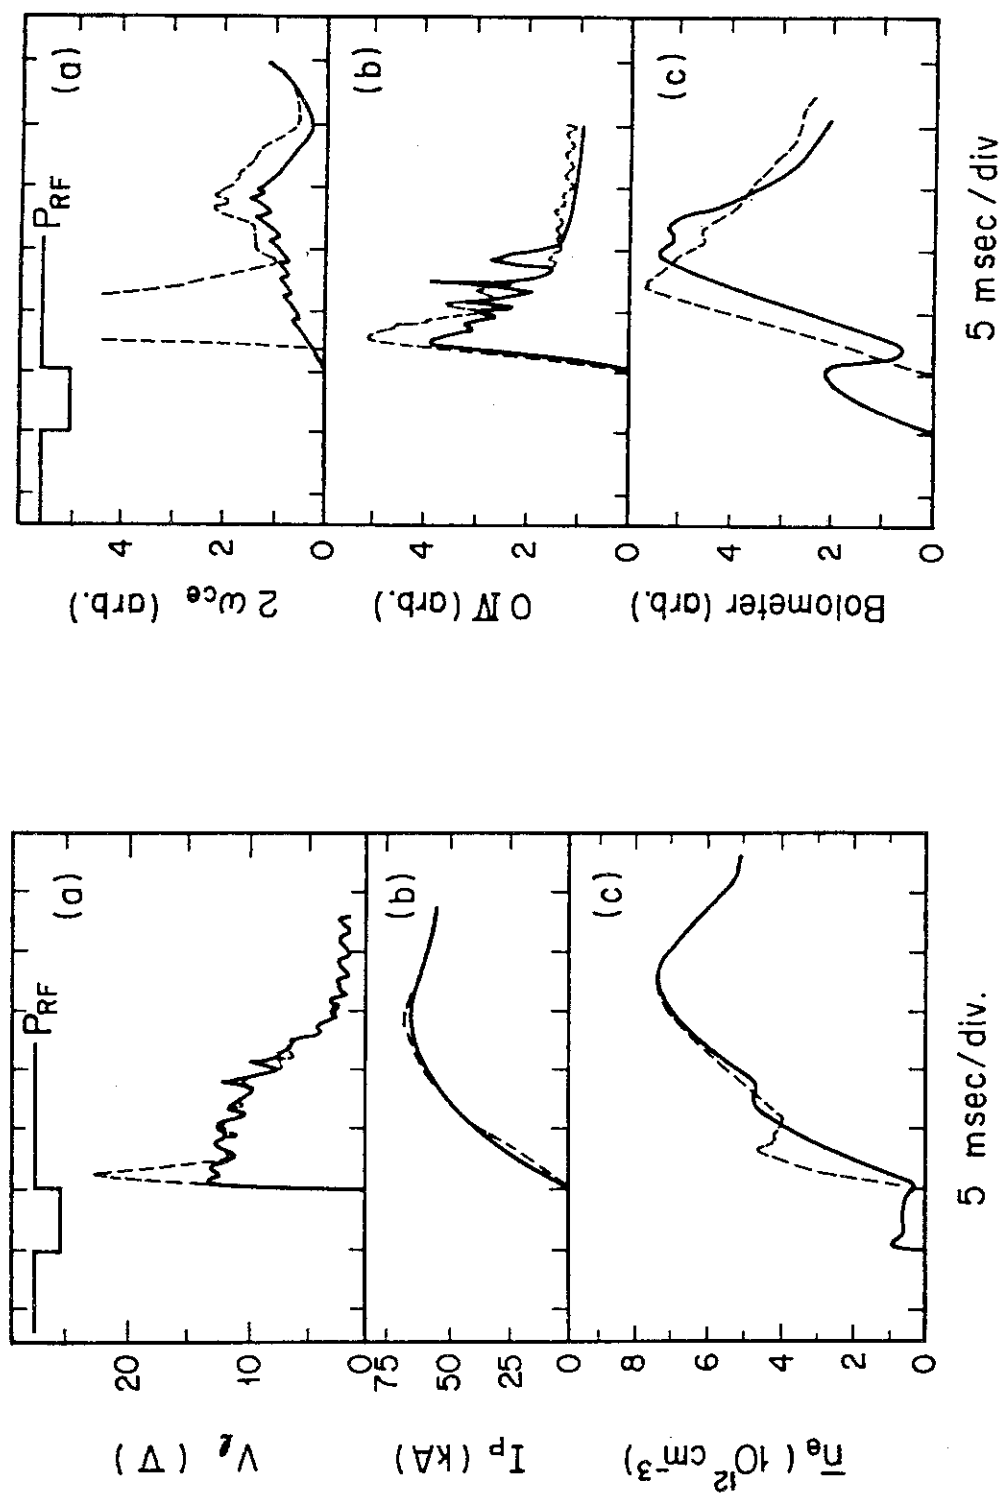 P_RF
(a)
20
10
0
V_ℓ (V)
(b)
75
50
25
0
I_p (kA)
(c)
8
6
4
2
0
n̄_e (10^12 cm^-3)
5 msec/div.
P_RF
(a)
4
2
0
2ω_ce (arb.)
(b)
4
2
0
O IV (arb.)
(c)
4
2
0
Bolometer (arb.)
5 msec/div